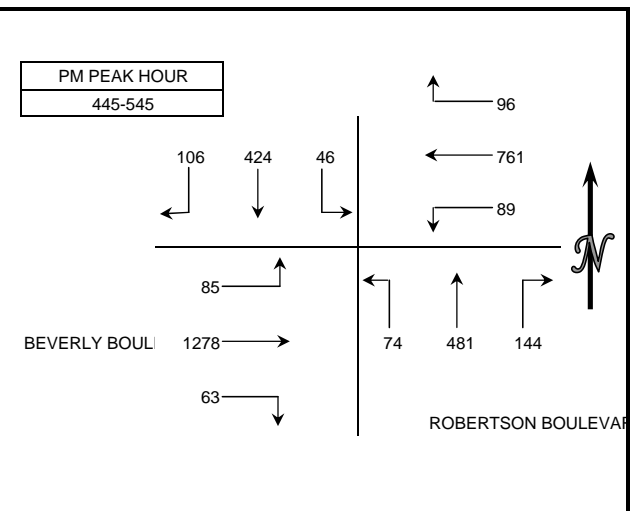 PM PEAK HOUR
445-545
96
106 424 46
761
89
85
N
BEVERLY BOUL
1278
74 481 144
63
ROBERTSON BOULEVAR